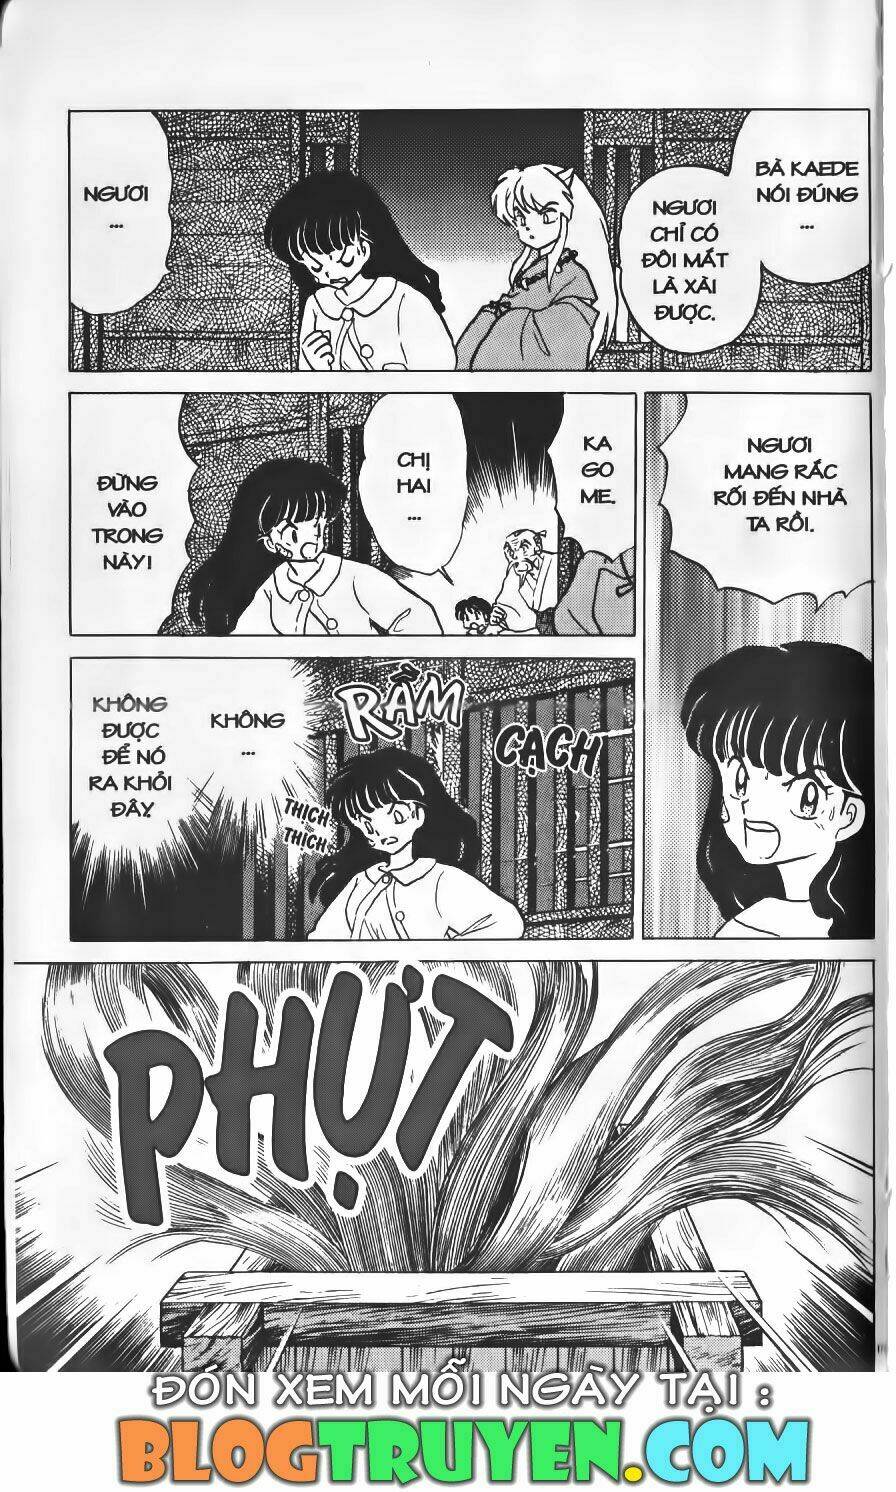 BÀ KAEDE
NÓI ĐÚNG
...
NGƯƠI
CHỈ CÓ
ĐÔI MẮT
LÀ XÀI
ĐƯỢC.
NGƯƠI
...
NGƯƠI
MANG RẮC
RỐI ĐẾN NHÀ
TA RỒI.
KA
GO
ME.
CHỊ
HAI
...
ĐỪNG
VÀO
TRONG
NÀY!
CẠCH
RẦM
THỊCH
THỊCH
KHÔNG
...
KHÔNG
ĐƯỢC
ĐỂ NÓ
RA KHỎI
ĐÂY.
PHỰT
ĐÓN XEM MỖI NGÀY TẠI :
BLOGTRUYEN.COM